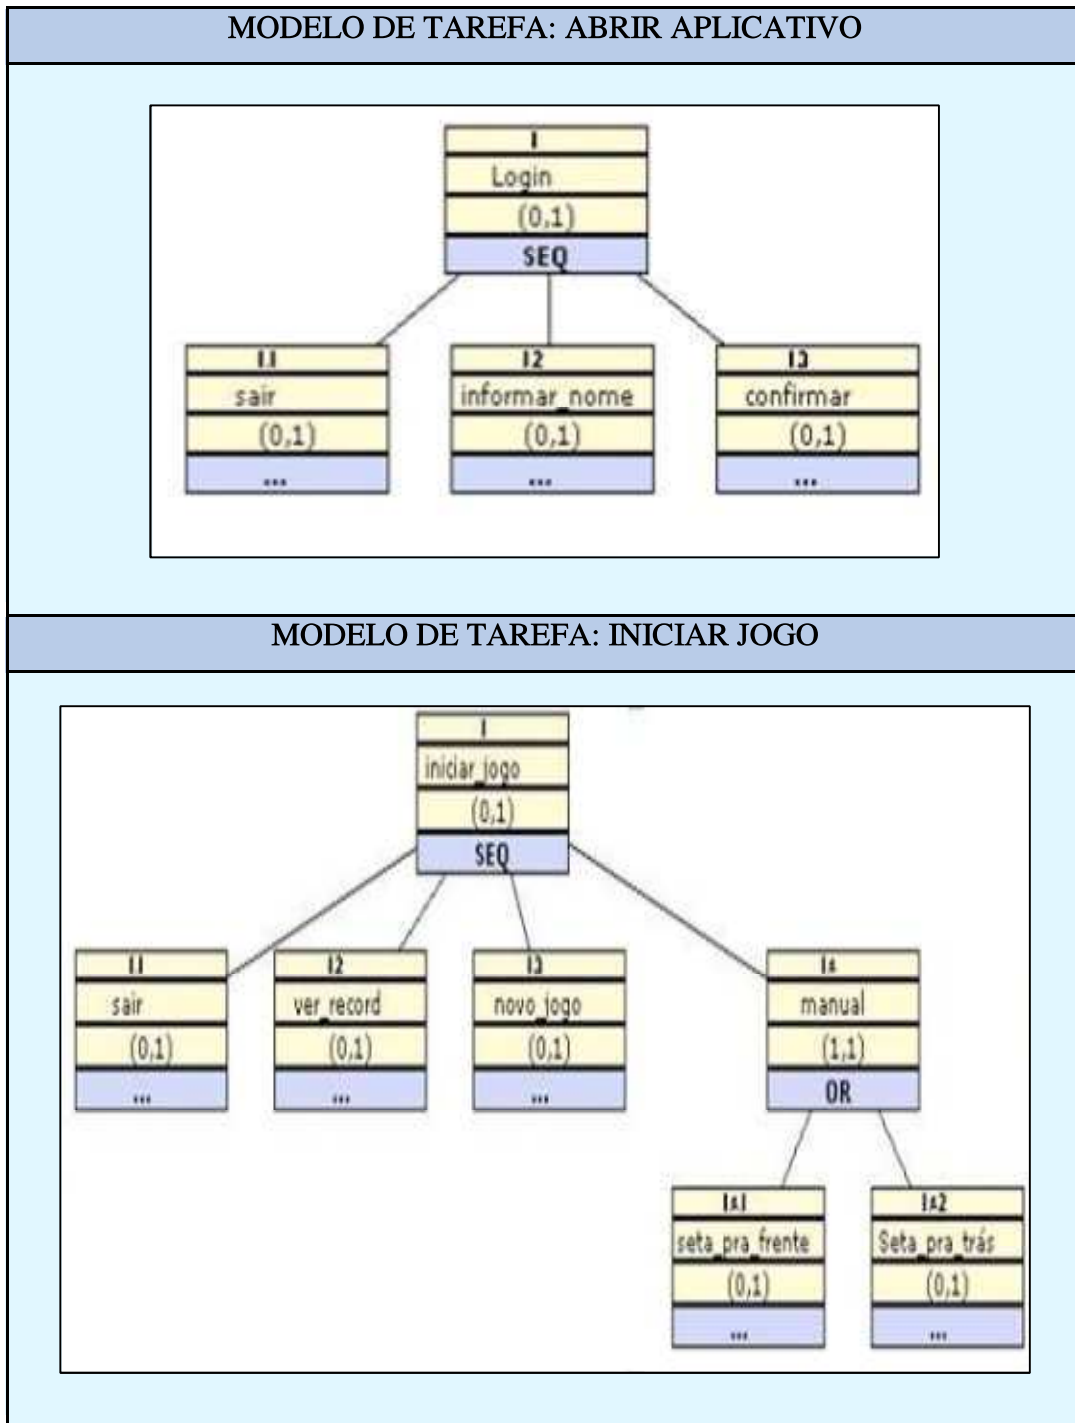 MODELO DE TAREFA: ABRIR APLICATIVO
1
Login
(0,1)
SEQ
1.1 1.2 1.3
sair informar_nome confirmar
(0,1) (0,1) (0,1)
... ... ...
MODELO DE TAREFA: INICIAR JOGO
1
iniciar_jogo
(0,1)
SEQ
1.1 1.2 1.3 1.4
sair ver_record novo_jogo manual
(0,1) (0,1) (0,1) (1,1)
... ... ... OR
1.4.1 1.4.2
seta_pra_frente Seta_pra_trás
(0,1) (0,1)
... ...